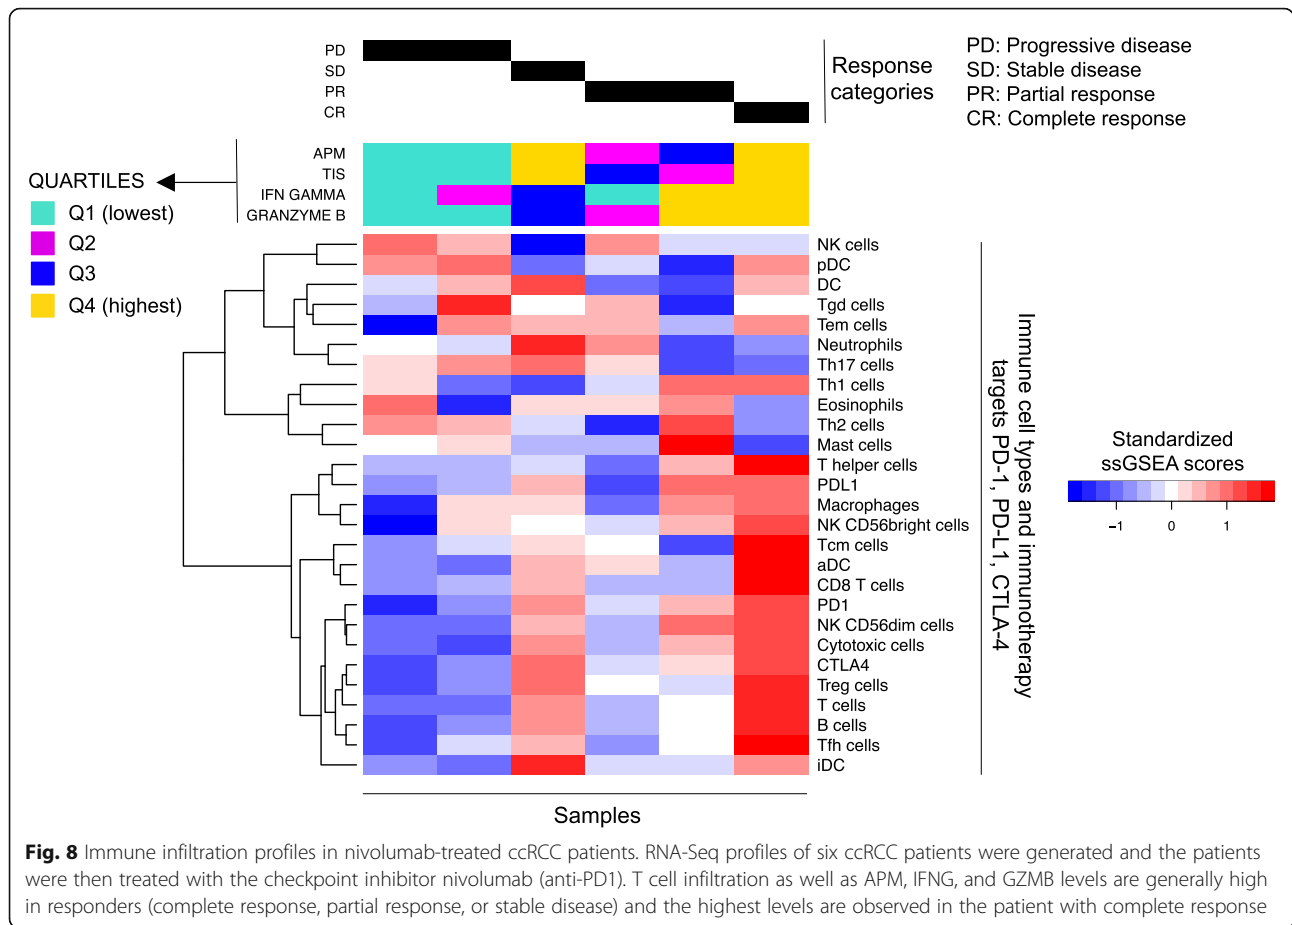 PD
SD
PR
CR
Response
categories
PD: Progressive disease
SD: Stable disease
PR: Partial response
CR: Complete response
APM
TIS
IFN GAMMA
GRANZYME B
QUARTILES
Q1 (lowest)
Q2
Q3
Q4 (highest)
NK cells
pDC
DC
Tgd cells
Tem cells
Neutrophils
Th17 cells
Th1 cells
Eosinophils
Th2 cells
Mast cells
T helper cells
PDL1
Macrophages
NK CD56bright cells
Tcm cells
aDC
CD8 T cells
PD1
NK CD56dim cells
Cytotoxic cells
CTLA4
Treg cells
T cells
B cells
Tfh cells
iDC
Immune cell types and immunotherapy
targets PD-1, PD-L1, CTLA-4
Standardized
ssGSEA scores
−1 0 1
Samples
Fig. 8 Immune infiltration profiles in nivolumab-treated ccRCC patients. RNA-Seq profiles of six ccRCC patients were generated and the patients
were then treated with the checkpoint inhibitor nivolumab (anti-PD1). T cell infiltration as well as APM, IFNG, and GZMB levels are generally high
in responders (complete response, partial response, or stable disease) and the highest levels are observed in the patient with complete response